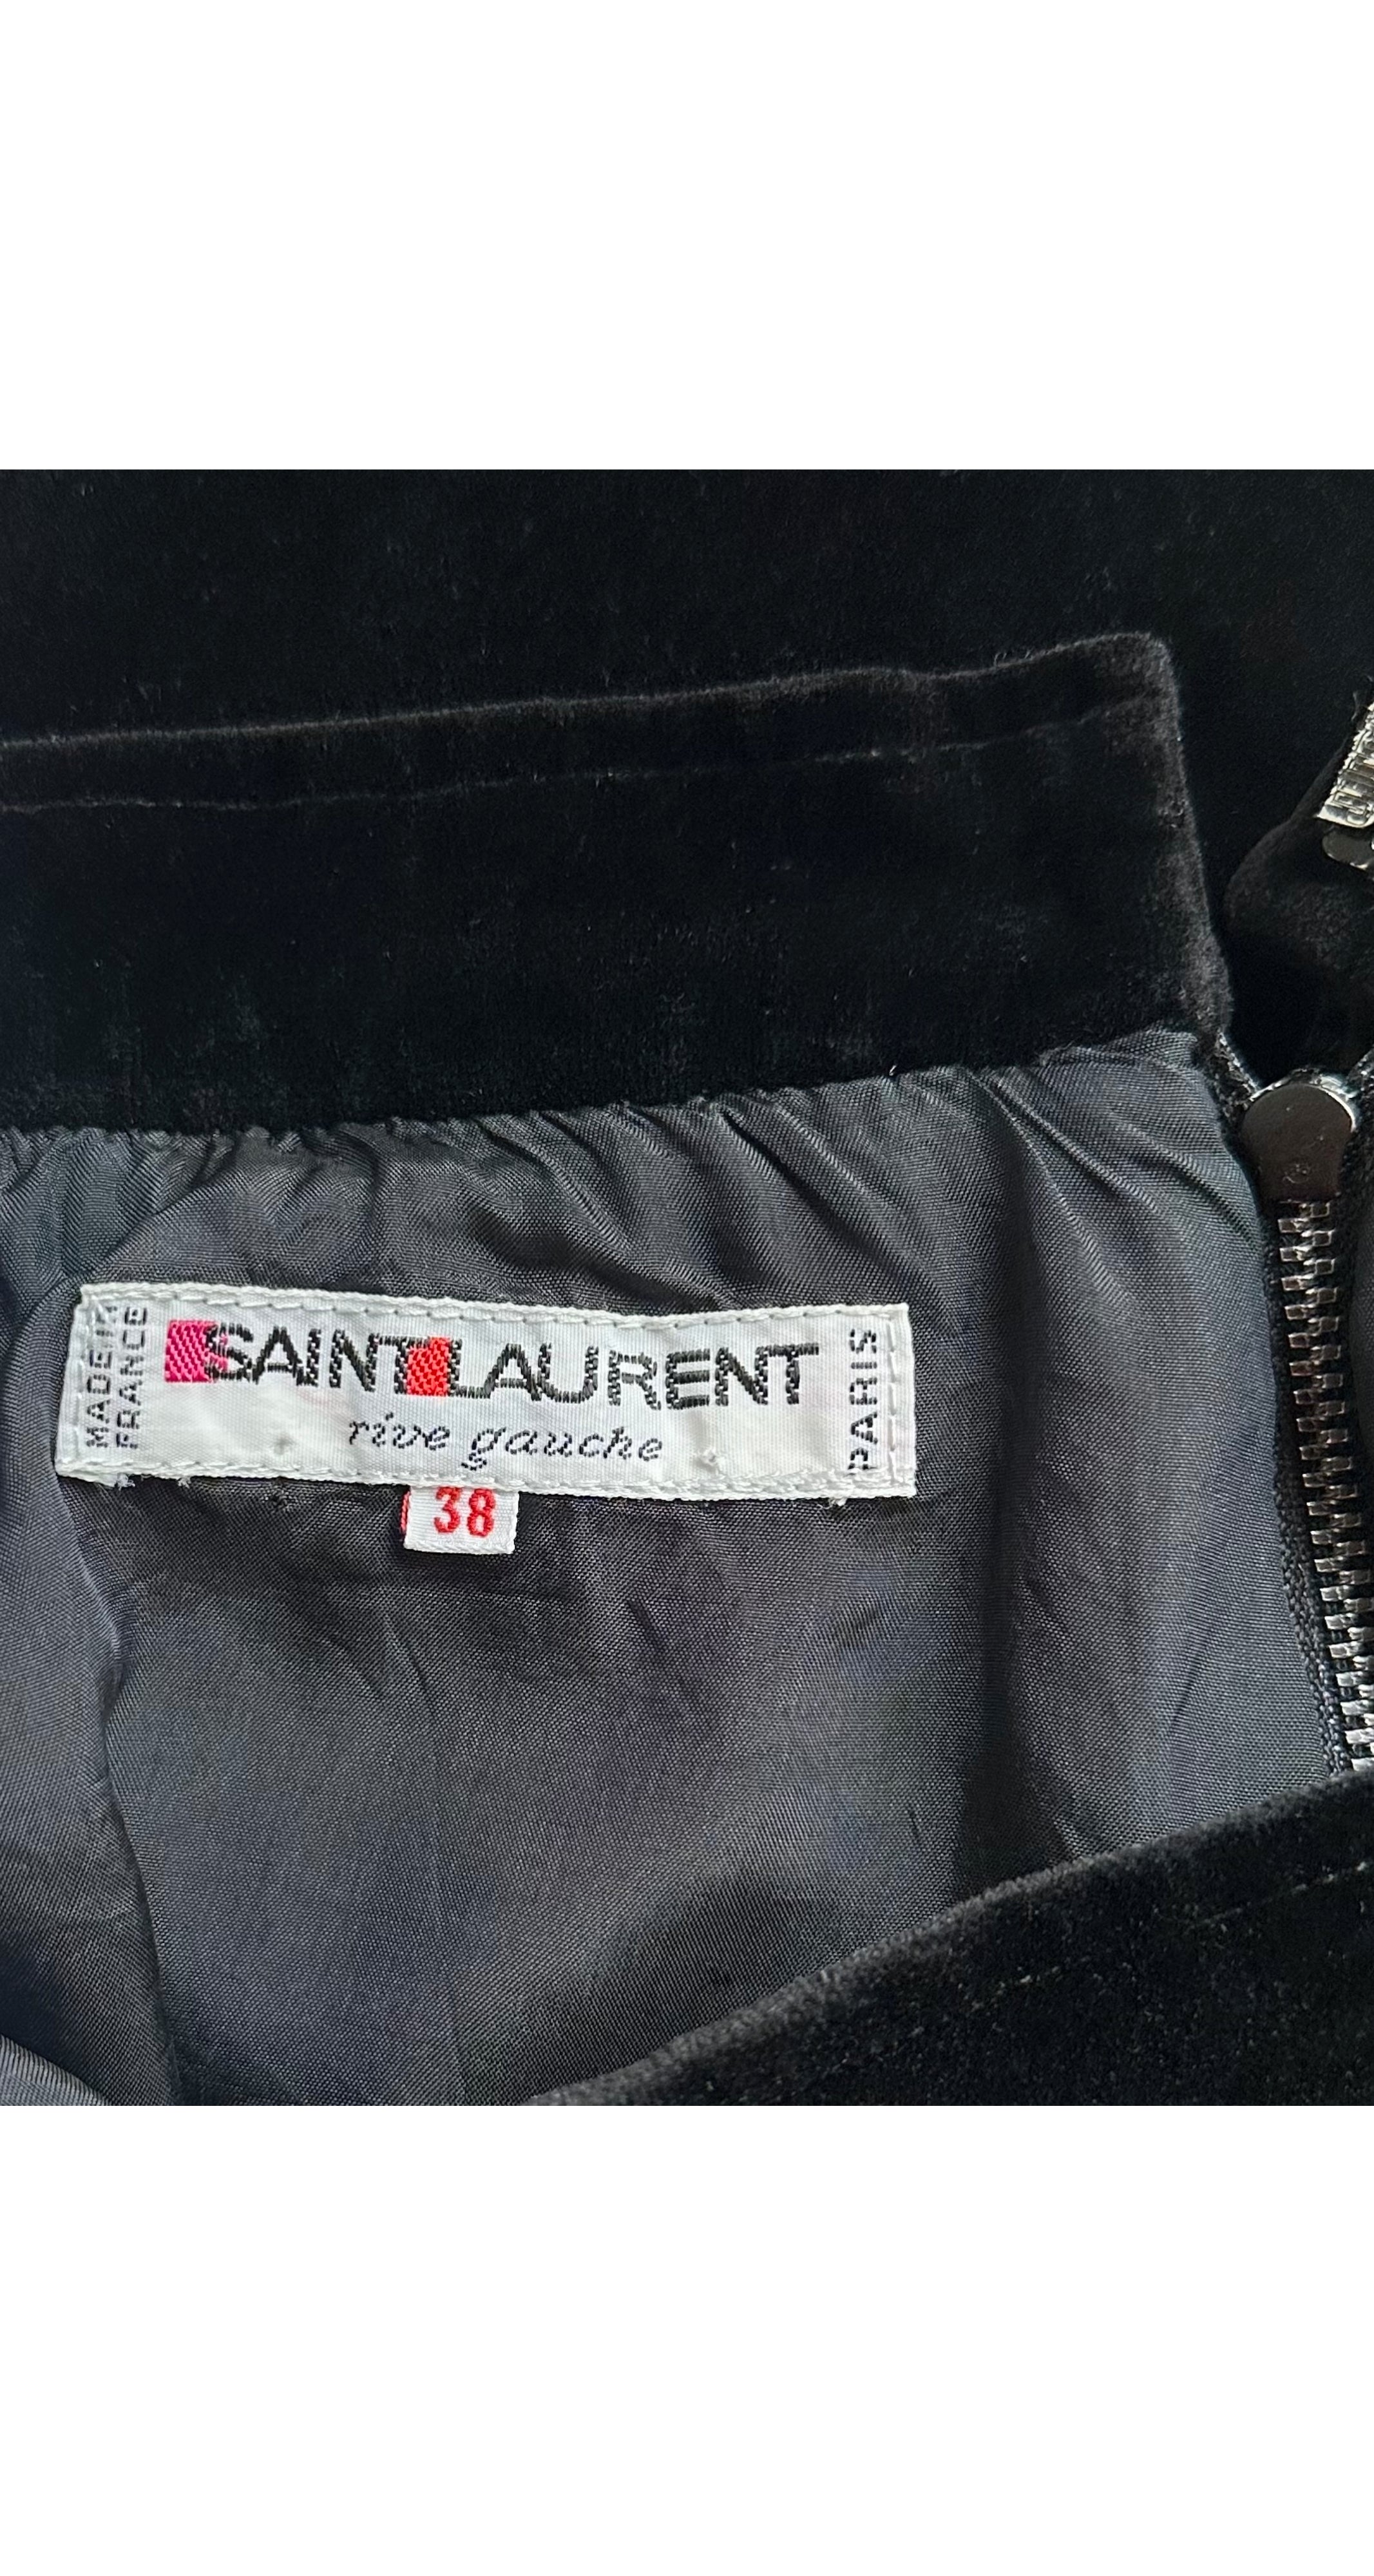 MADE IN
FRANCE
SAINT LAURENT
rive gauche
PARIS
38